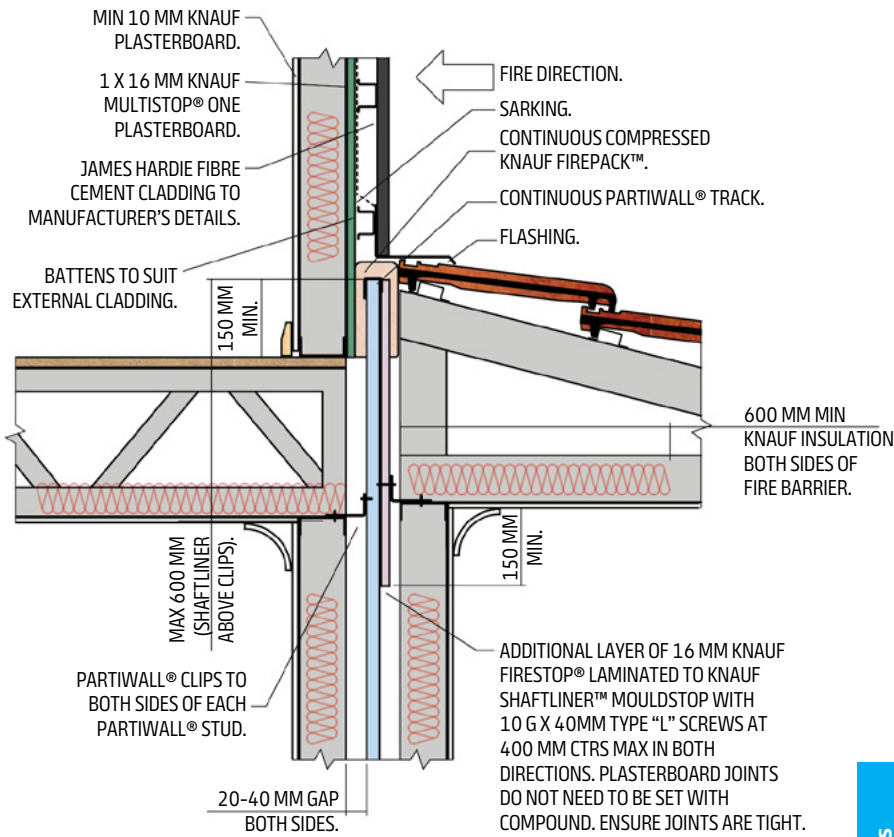 MIN 10 MM KNAUF
PLASTERBOARD.
1 X 16 MM KNAUF
MULTISTOP® ONE
PLASTERBOARD.
JAMES HARDIE FIBRE
CEMENT CLADDING TO
MANUFACTURER'S DETAILS.
BATTENS TO SUIT
EXTERNAL CLADDING.
FIRE DIRECTION.
SARKING.
CONTINUOUS COMPRESSED
KNAUF FIREPACK™.
CONTINUOUS PARTIWALL® TRACK.
FLASHING.
150 MM
MIN.
600 MM MIN
KNAUF INSULATION
BOTH SIDES OF
FIRE BARRIER.
MAX 600 MM
(SHAFTLINER
ABOVE CLIPS).
150 MM
MIN.
PARTIWALL® CLIPS TO
BOTH SIDES OF EACH
PARTIWALL® STUD.
20-40 MM GAP
BOTH SIDES.
ADDITIONAL LAYER OF 16 MM KNAUF
FIRESTOP® LAMINATED TO KNAUF
SHAFTLINER™ MOULDSTOP WITH
10 G X 40MM TYPE “L” SCREWS AT
400 MM CTRS MAX IN BOTH
DIRECTIONS. PLASTERBOARD JOINTS
DO NOT NEED TO BE SET WITH
COMPOUND. ENSURE JOINTS ARE TIGHT.